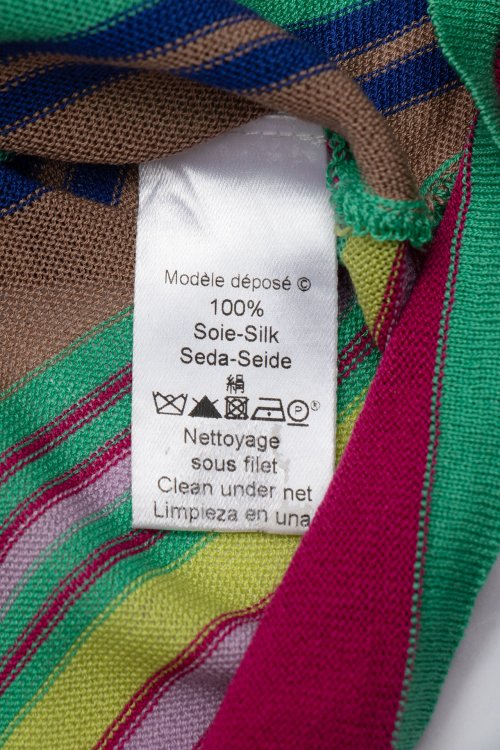 Modèle déposé ©
100%
Soie-Silk
Seda-Seide
絹
P ®
Nettoyage
sous filet
Clean under net
Limpieza en una